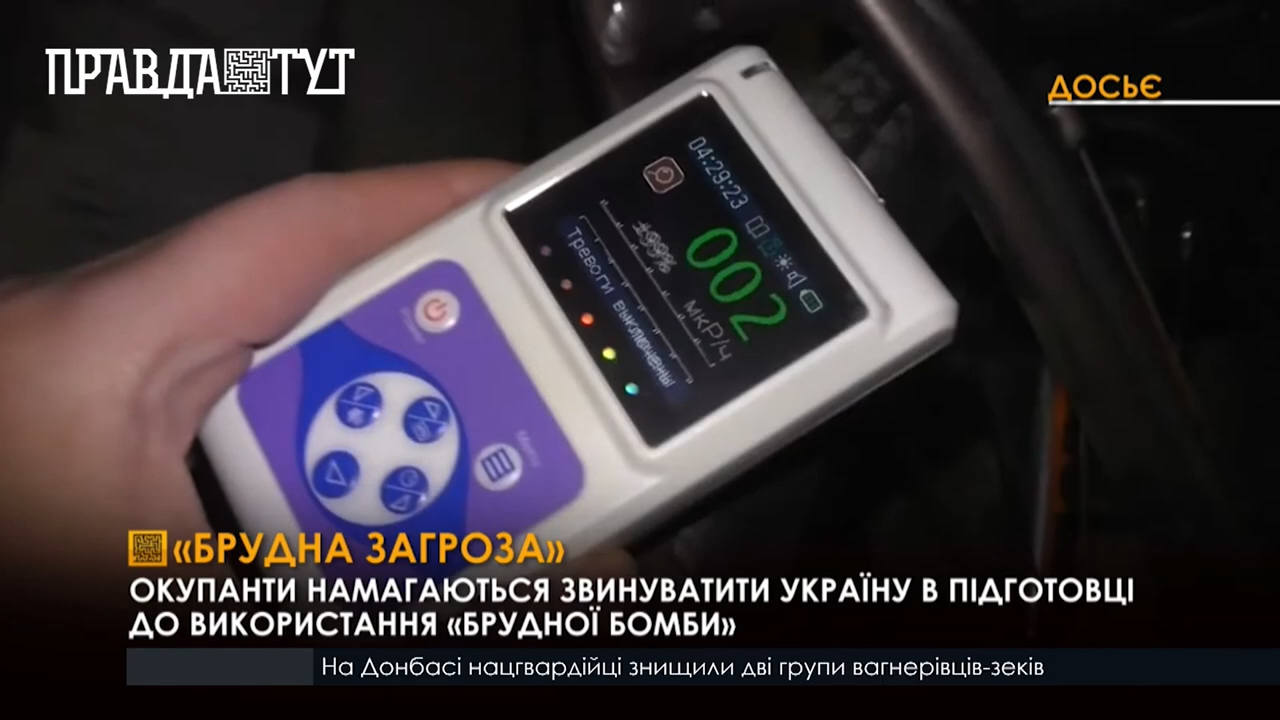 ПРАВДА ТУТ
ДОСЬЄ
04:29:23
002
мкР/ч
±99%
Тревоги выключены
«БРУДНА ЗАГРОЗА»
ОКУПАНТИ НАМАГАЮТЬСЯ ЗВИНУВАТИТИ УКРАЇНУ В ПІДГОТОВЦІ
ДО ВИКОРИСТАННЯ «БРУДНОЇ БОМБИ»
На Донбасі нацгвардійці знищили дві групи вагнерівців-зеків